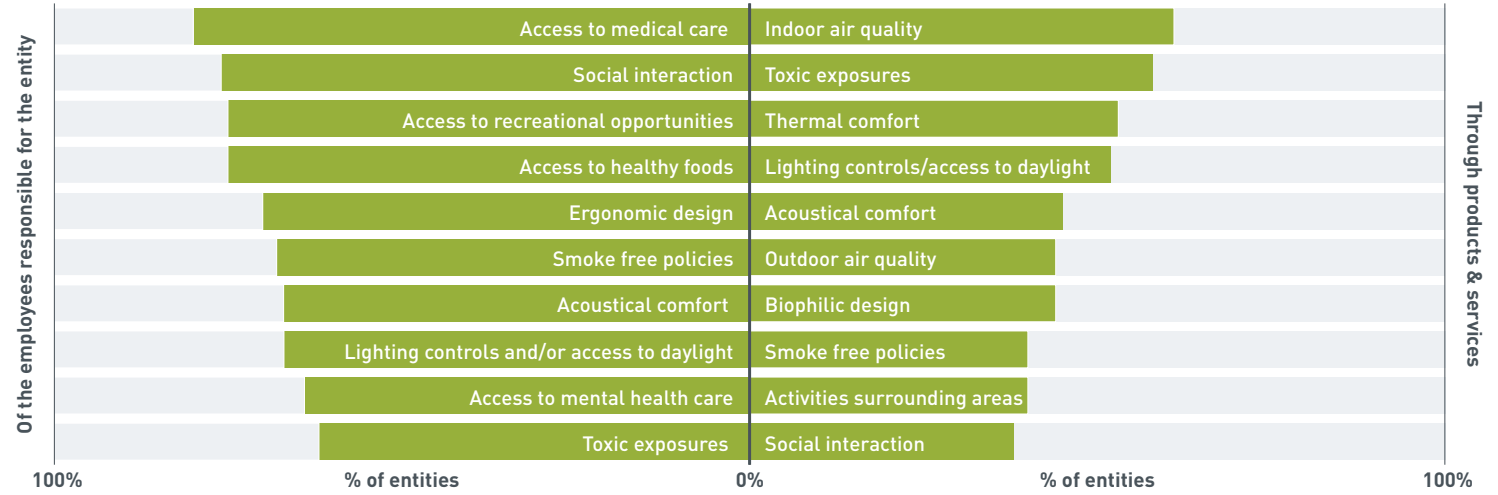 Of the employees responsible for the entity
Access to medical care
Indoor air quality
Social interaction
Toxic exposures
Access to recreational opportunities
Thermal comfort
Access to healthy foods
Lighting controls/access to daylight
Ergonomic design
Acoustical comfort
Smoke free policies
Outdoor air quality
Acoustical comfort
Biophilic design
Lighting controls and/or access to daylight
Smoke free policies
Access to mental health care
Activities surrounding areas
Toxic exposures
Social interaction
Through products & services
100%
% of entities
0%
% of entities
100%